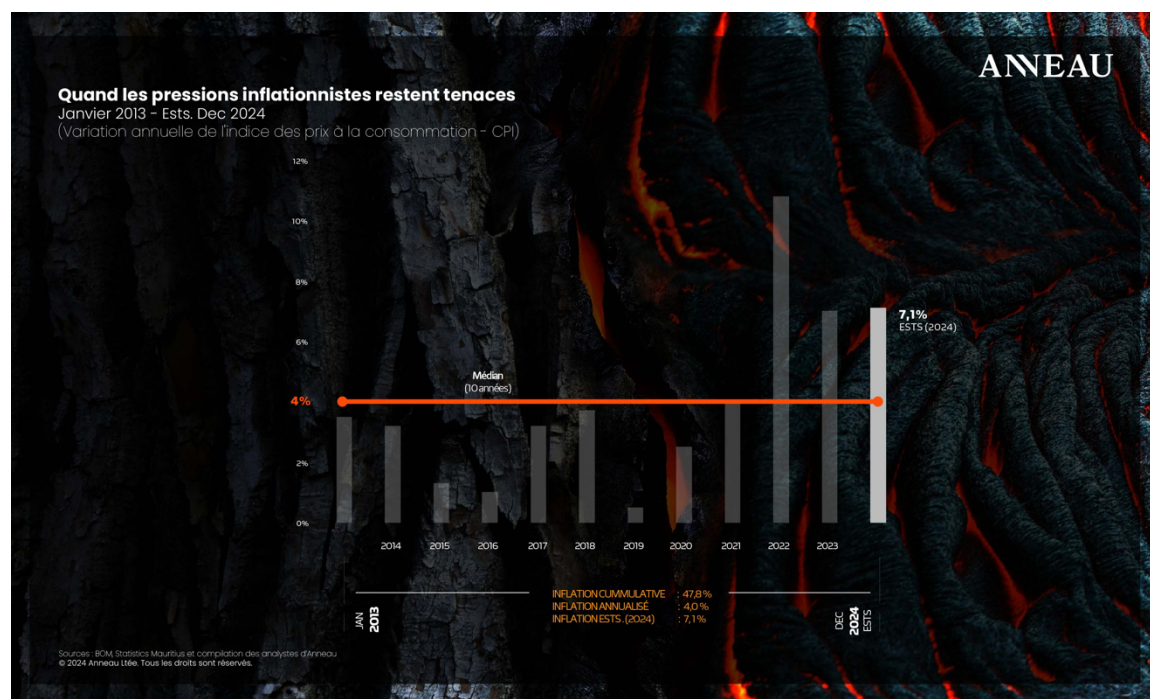 ANNEAU
Quand les pressions inflationnistes restent tenaces
Janvier 2013 - Ests. Dec 2024
(Variation annuelle de l'indice des prix à la consommation - CPI)
12%
10%
8%
7,1%
ESTS (2024)
6%
Médian
(10 années)
4%
2%
0%
2014 2015 2016 2017 2018 2019 2020 2021 2022 2023
INFLATION CUMMULATIVE : 47,8 %
INFLATION ANNUALISÉ : 4,0 %
INFLATION ESTS . (2024) : 7,1 %
JAN
2013
DEC
2024
ESTS
Sources : BOM, Statistics Mauritius et compilation des analystes d'Anneau
© 2024 Anneau Ltée. Tous les droits sont réservés.